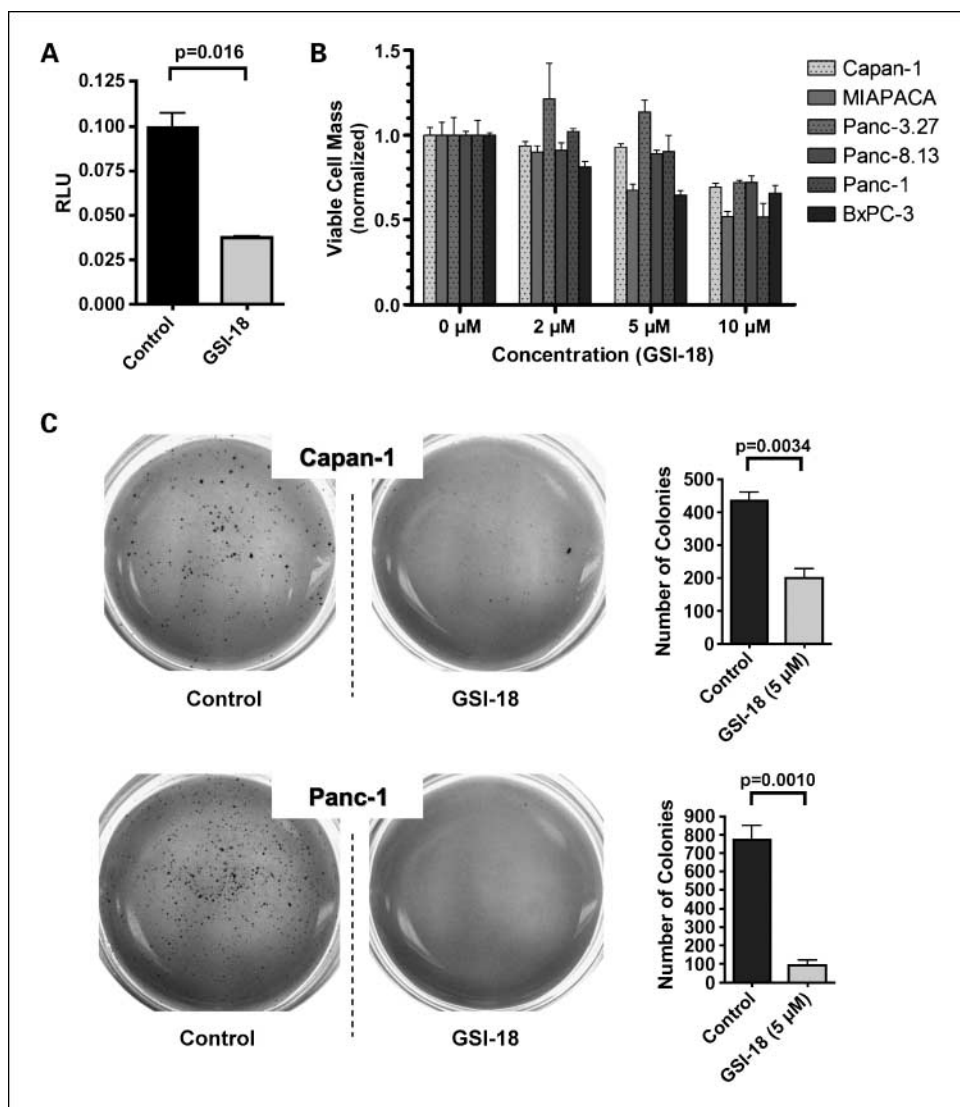 A
p=0.016
0.125
0.100
0.075
0.050
0.025
0.000
RLU
Control
GSI-18
B
1.5
1.0
0.5
0.0
Viable Cell Mass
(normalized)
0 µM
2 µM
5 µM
10 µM
Concentration (GSI-18)
Capan-1
MIAPACA
Panc-3.27
Panc-8.13
Panc-1
BxPC-3
C
Capan-1
Control
GSI-18
p=0.0034
500
400
300
200
100
0
Number of Colonies
Control
GSI-18 (5 µM)
Panc-1
Control
GSI-18
p=0.0010
900
800
700
600
500
400
300
200
100
0
Number of Colonies
Control
GSI-18 (5 µM)